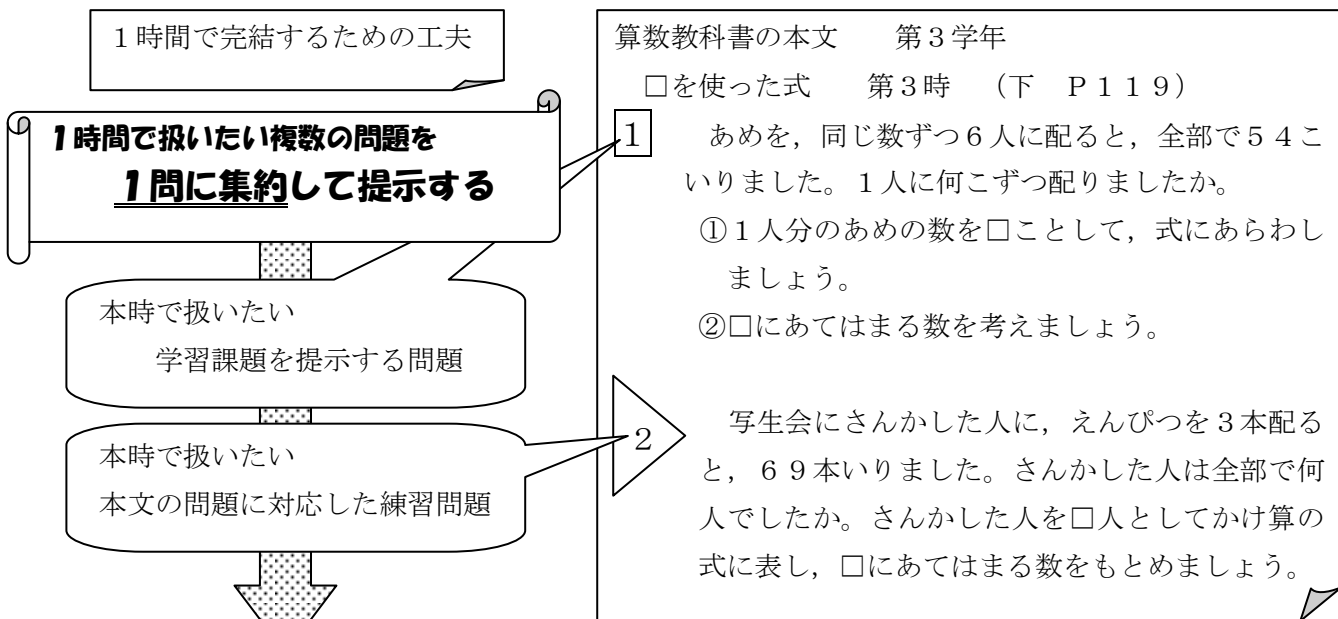 １時間で完結するための工夫
１時間で扱いたい複数の問題を
１問に集約して提示する
本時で扱いたい
学習課題を提示する問題
本時で扱いたい
本文の問題に対応した練習問題
算数教科書の本文　　第３学年
□を使った式　　第３時　（下　Ｐ１１９）
１
あめを，同じ数ずつ６人に配ると，全部で５４こ
いりました。１人に何こずつ配りましたか。
①１人分のあめの数を□ことして，式にあらわし
ましょう。
②□にあてはまる数を考えましょう。
２
写生会にさんかした人に，えんぴつを３本配る
と，６９本いりました。さんかした人は全部で何
人でしたか。さんかした人を□人としてかけ算の
式に表し，□にあてはまる数をもとめましょう。